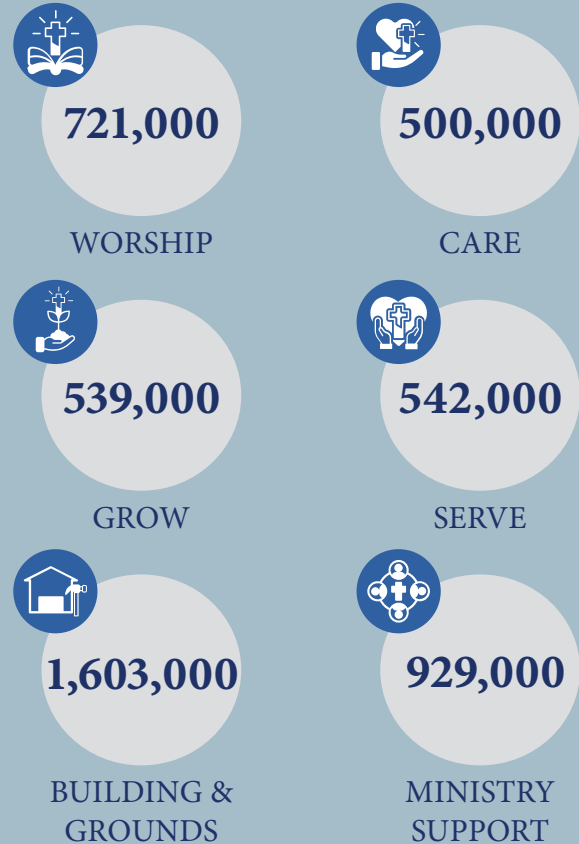 721,000
WORSHIP
500,000
CARE
539,000
GROW
542,000
SERVE
1,603,000
BUILDING &
GROUNDS
929,000
MINISTRY
SUPPORT